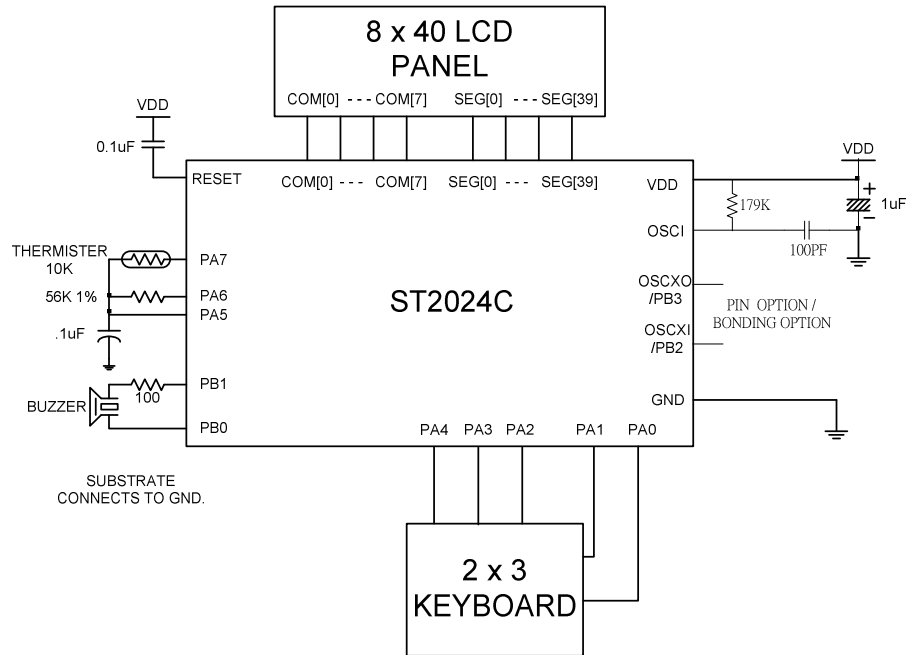 8 x 40 LCD
PANEL
COM[0] - - - COM[7] SEG[0] - - - SEG[39]
VDD
0.1uF
RESET
COM[0] - - - COM[7] SEG[0] - - - SEG[39]
VDD
VDD
179K
1uF
OSCI
100PF
THERMISTER
10K
PA7
56K 1%
PA6
PA5
.1uF
ST2024C
OSCXO
/PB3
PIN OPTION /
BONDING OPTION
OSCXI
/PB2
PB1
100
BUZZER
PB0
GND
PA4 PA3 PA2 PA1 PA0
SUBSTRATE
CONNECTS TO GND.
2 x 3
KEYBOARD